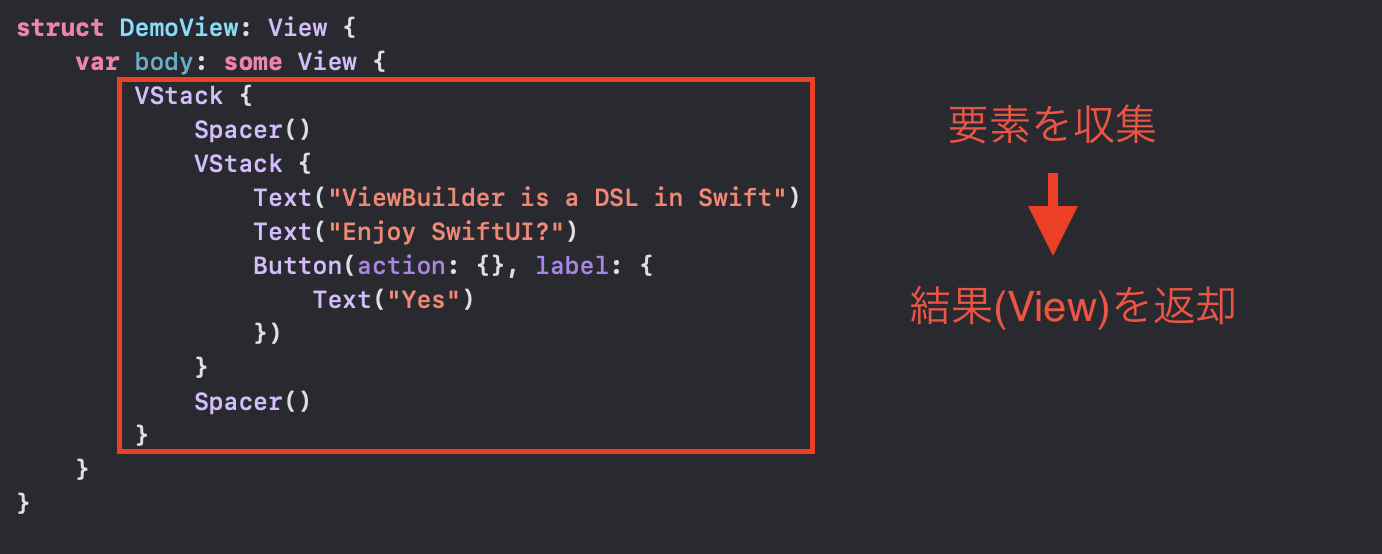 struct DemoView: View {
    var body: some View {
        VStack {
            Spacer()
            VStack {
                Text("ViewBuilder is a DSL in Swift")
                Text("Enjoy SwiftUI?")
                Button(action: {}, label: {
                    Text("Yes")
                })
            }
            Spacer()
        }
    }
}
要素を収集
結果(View)を返却